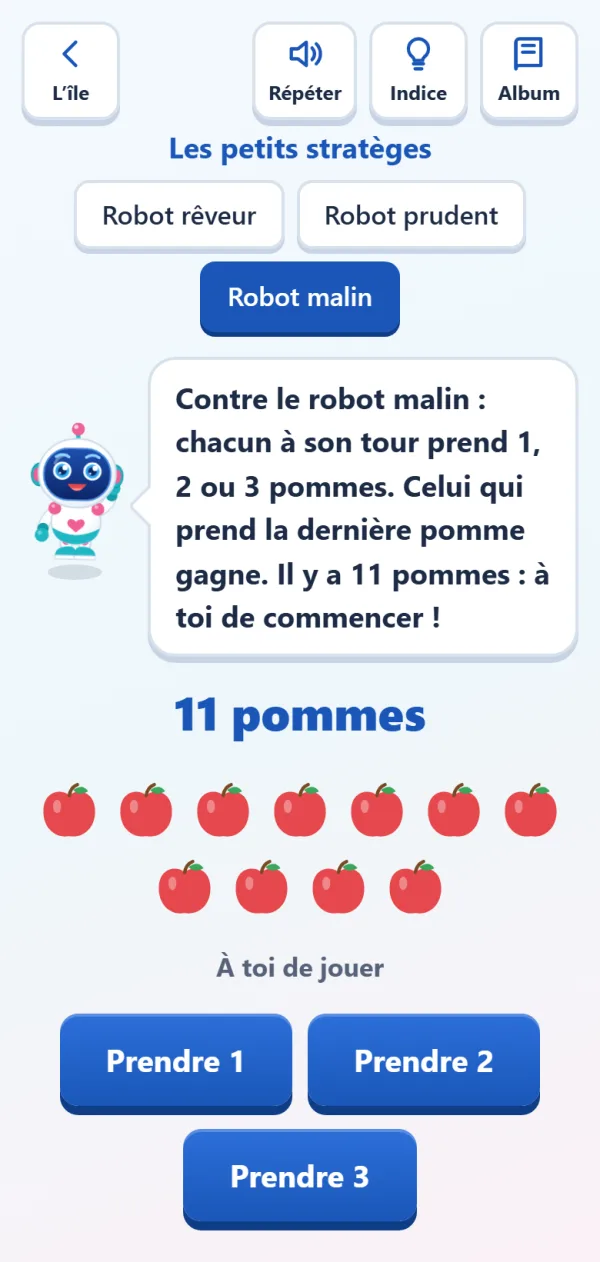 L'île
Répéter
Indice
Album
Les petits stratèges
Robot rêveur
Robot prudent
Robot malin
Contre le robot malin :
chacun à son tour prend 1,
2 ou 3 pommes. Celui qui
prend la dernière pomme
gagne. Il y a 11 pommes : à
toi de commencer !
11 pommes
À toi de jouer
Prendre 1
Prendre 2
Prendre 3